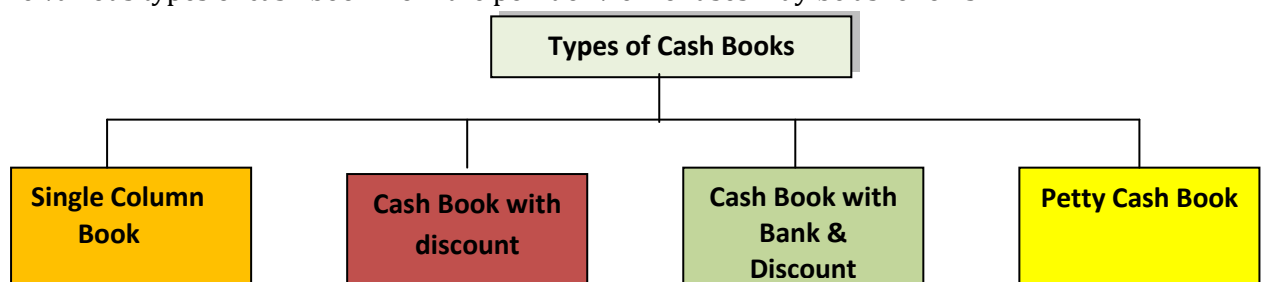 Types of Cash Books
Single Column
Book
Cash Book with
discount
Cash Book with
Bank &
Discount
Petty Cash Book